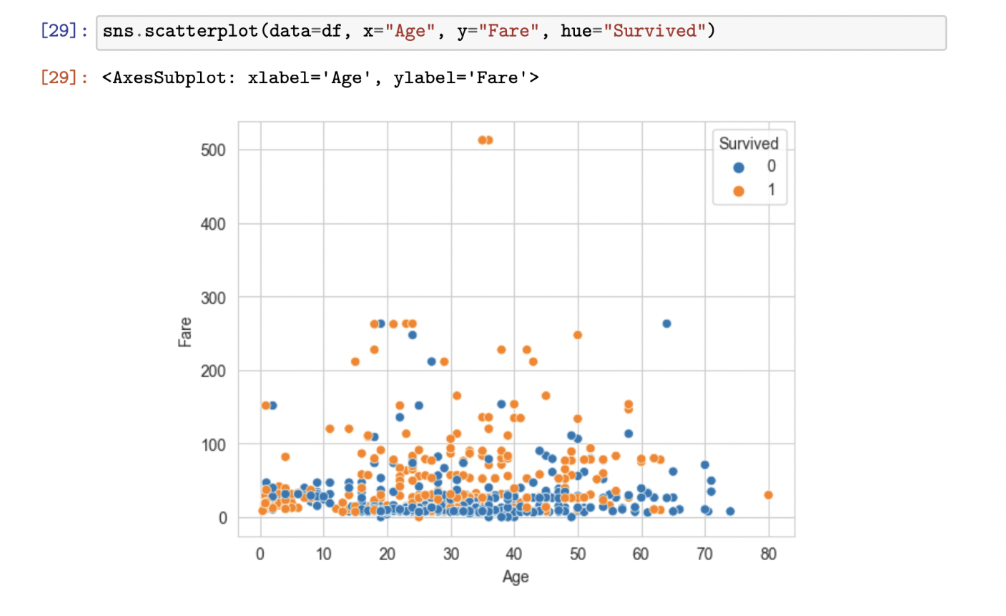 [29]: sns.scatterplot(data=df, x="Age", y="Fare", hue="Survived")
[29]: <AxesSubplot: xlabel='Age', ylabel='Fare'>
Survived
0
1
500
400
300
200
100
0
Fare
0 10 20 30 40 50 60 70 80
Age